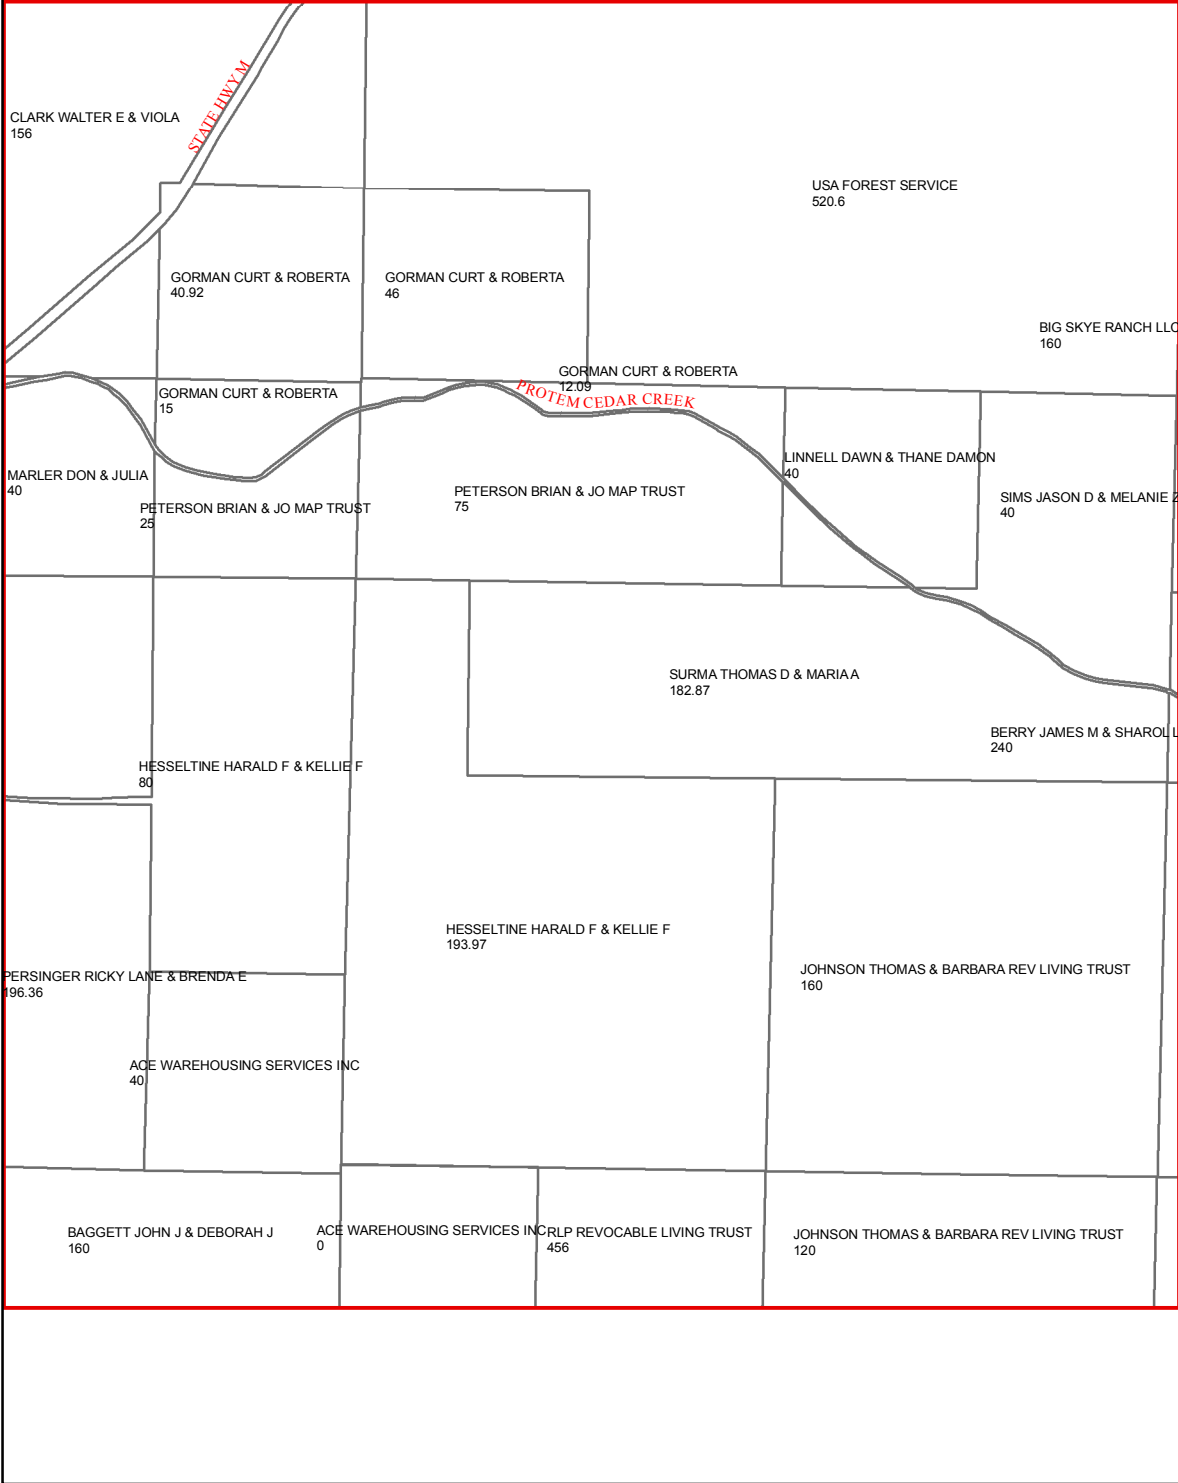 CLARK WALTER E & VIOLA
156
STATE HWY M
USA FOREST SERVICE
520.6
GORMAN CURT & ROBERTA
40.92
GORMAN CURT & ROBERTA
46
BIG SKYE RANCH LLC
160
GORMAN CURT & ROBERTA
12.09
PROTEM CEDAR CREEK
GORMAN CURT & ROBERTA
15
LINNELL DAWN & THANE DAMON
40
MARLER DON & JULIA
40
PETERSON BRIAN & JO MAP TRUST
25
PETERSON BRIAN & JO MAP TRUST
75
SIMS JASON D & MELANIE Z
40
SURMA THOMAS D & MARIA A
182.87
BERRY JAMES M & SHAROL L
240
HESSELTINE HARALD F & KELLIE F
80
HESSELTINE HARALD F & KELLIE F
193.97
JOHNSON THOMAS & BARBARA REV LIVING TRUST
160
PERSINGER RICKY LANE & BRENDA E
196.36
ACE WAREHOUSING SERVICES INC
40
BAGGETT JOHN J & DEBORAH J
160
ACE WAREHOUSING SERVICES INC
0
RLP REVOCABLE LIVING TRUST
456
JOHNSON THOMAS & BARBARA REV LIVING TRUST
120